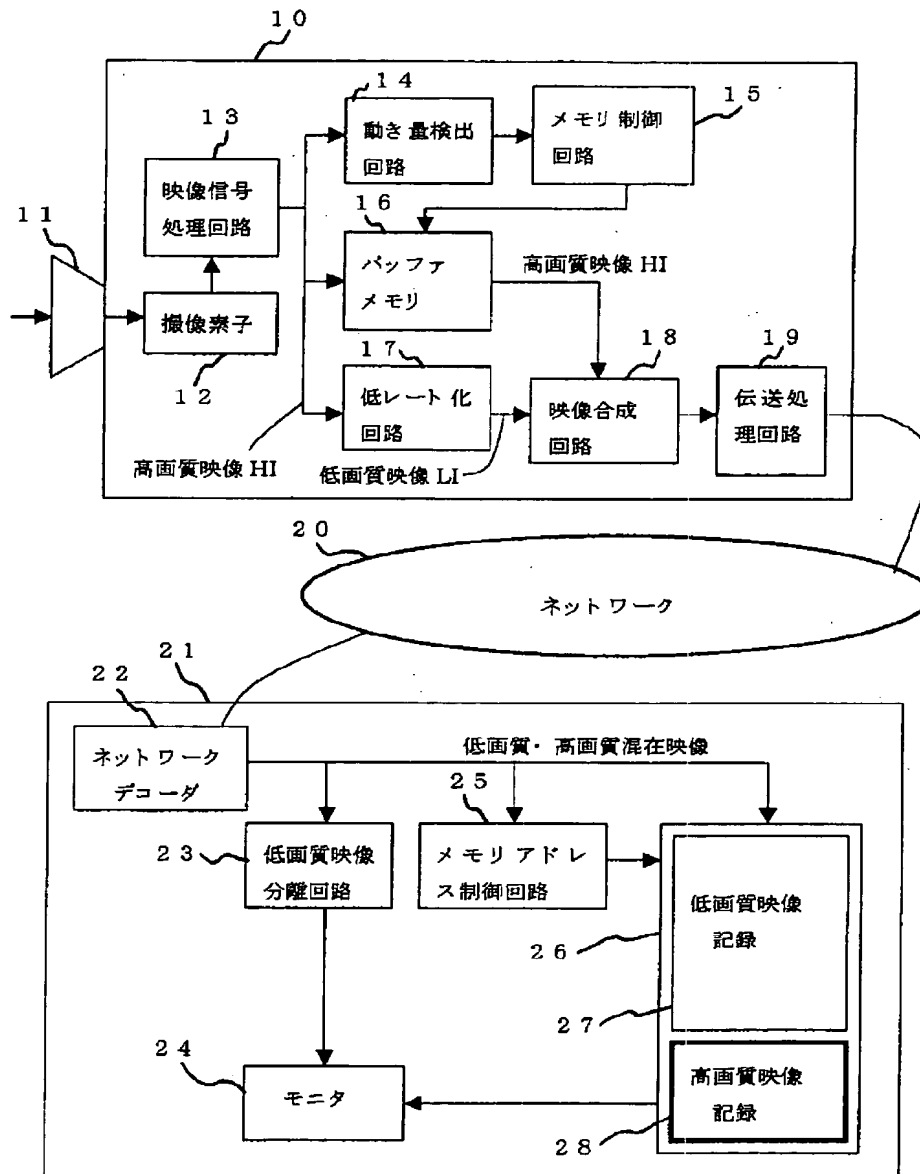 10
14
動き量検出
回路
メモリ制御
回路
15
13
映像信号
処理回路
11
16
バッファ
メモリ
高画質映像 HI
撮像素子
12
17
低レート化
回路
18
映像合成
回路
19
伝送処
理回路
高画質映像 HI
低画質映像 LI
20
ネットワーク
21
22
ネットワーク
デコーダ
低画質・高画質混在映像
23
低画質映像
分離回路
25
メモリアドレ
ス制御回路
26
低画質映像
記録
27
24
モニタ
高画質映像
記録
28